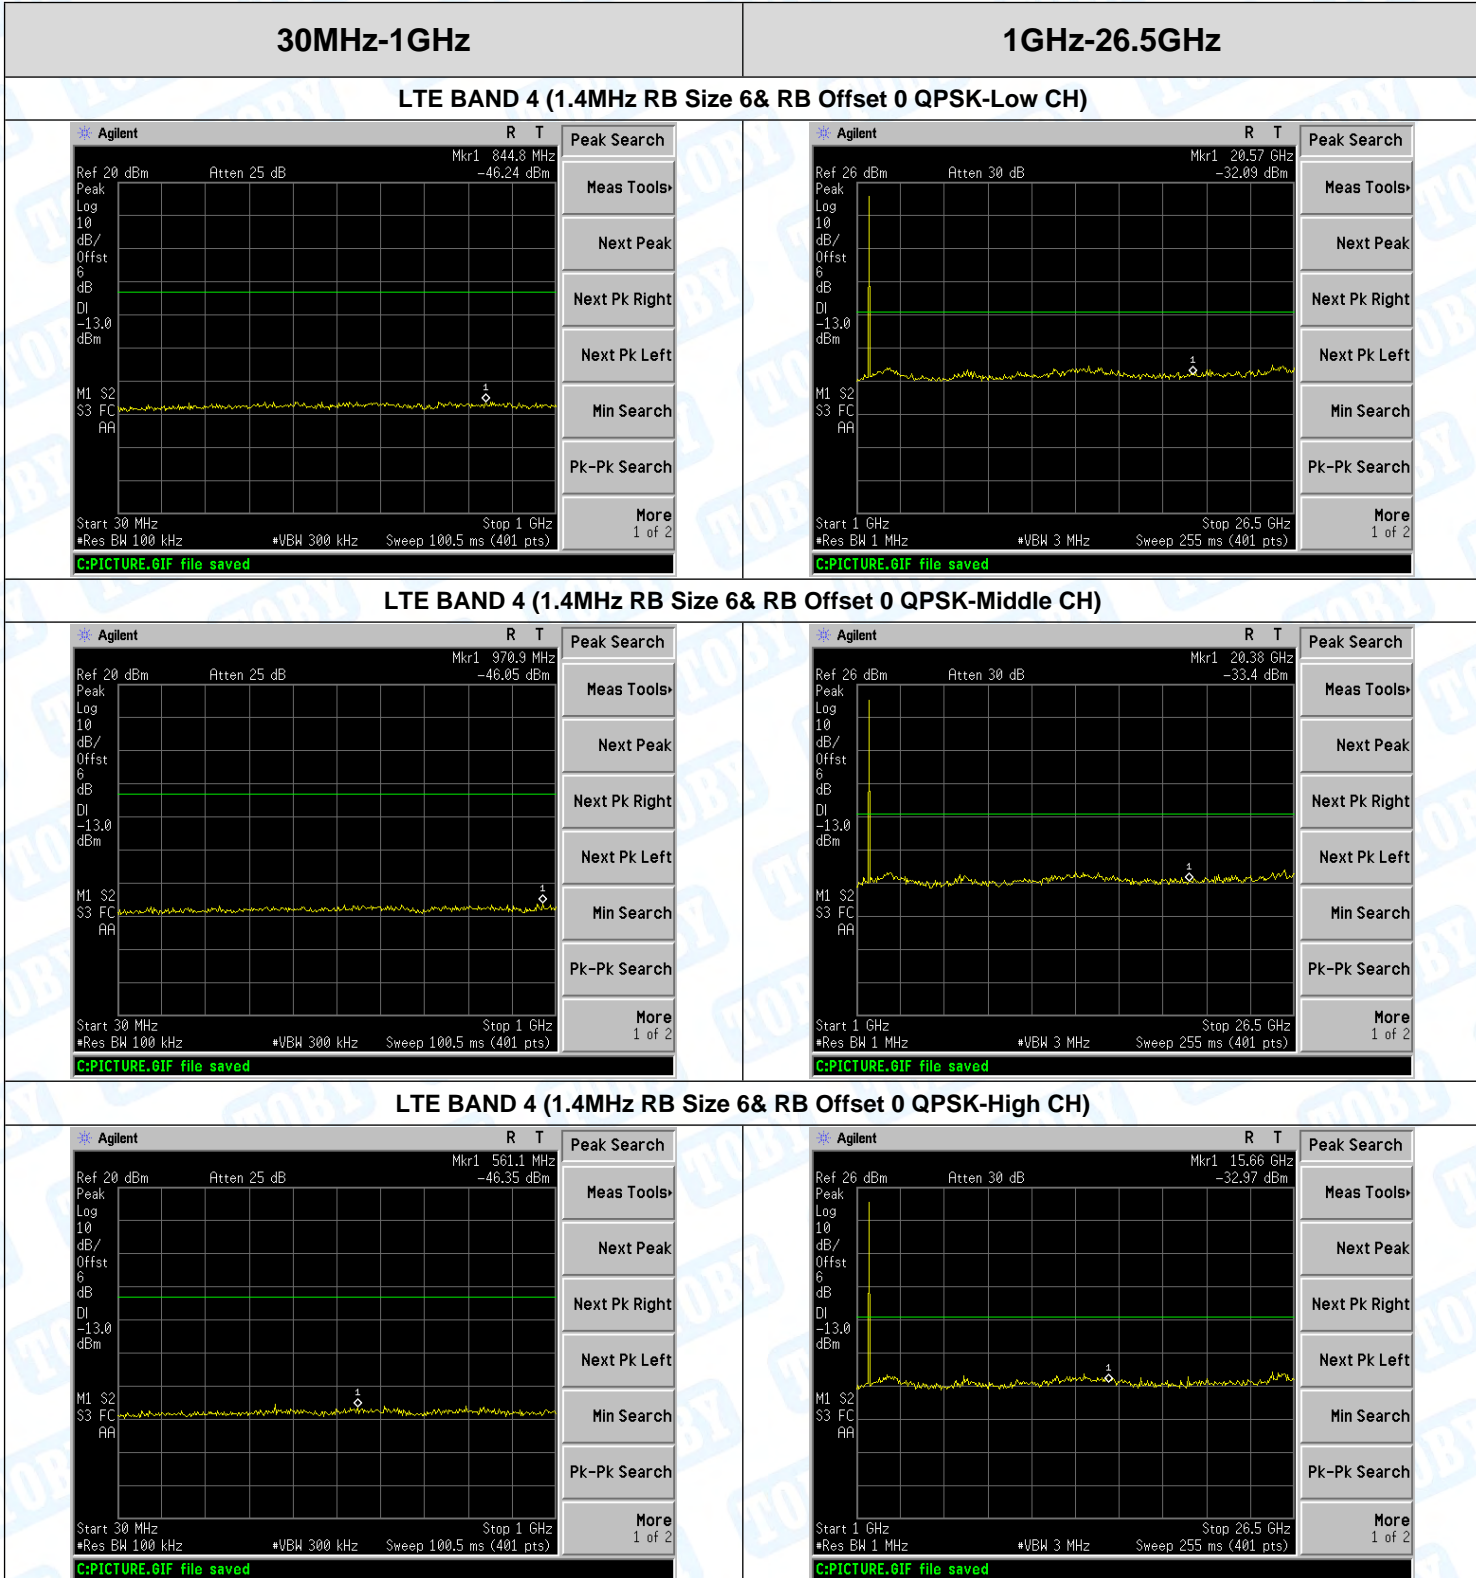 30MHz-1GHz
1GHz-26.5GHz
LTE BAND 4 (1.4MHz RB Size 6& RB Offset 0 QPSK-Low CH)
Agilent R T
Mkr1 844.8 MHz
Ref 20 dBm Atten 25 dB -46.24 dBm
Peak
Log
10
dB/
Offst
6
dB
DI
-13.0
dBm
1
M1 S2
S3 FC
AA
Start 30 MHz Stop 1 GHz
#Res BW 100 kHz #VBW 300 kHz Sweep 100.5 ms (401 pts)
C:PICTURE.GIF file saved
Peak Search
Meas Tools
Next Peak
Next Pk Right
Next Pk Left
Min Search
Pk-Pk Search
More
1 of 2
Agilent R T
Mkr1 20.57 GHz
Ref 26 dBm Atten 30 dB -32.09 dBm
Peak
Log
10
dB/
Offst
6
dB
DI
-13.0
dBm
1
M1 S2
S3 FC
AA
Start 1 GHz Stop 26.5 GHz
#Res BW 1 MHz #VBW 3 MHz Sweep 255 ms (401 pts)
C:PICTURE.GIF file saved
Peak Search
Meas Tools
Next Peak
Next Pk Right
Next Pk Left
Min Search
Pk-Pk Search
More
1 of 2
LTE BAND 4 (1.4MHz RB Size 6& RB Offset 0 QPSK-Middle CH)
Agilent R T
Mkr1 970.9 MHz
Ref 20 dBm Atten 25 dB -46.05 dBm
Peak
Log
10
dB/
Offst
6
dB
DI
-13.0
dBm
1
M1 S2
S3 FC
AA
Start 30 MHz Stop 1 GHz
#Res BW 100 kHz #VBW 300 kHz Sweep 100.5 ms (401 pts)
C:PICTURE.GIF file saved
Peak Search
Meas Tools
Next Peak
Next Pk Right
Next Pk Left
Min Search
Pk-Pk Search
More
1 of 2
Agilent R T
Mkr1 20.38 GHz
Ref 26 dBm Atten 30 dB -33.4 dBm
Peak
Log
10
dB/
Offst
6
dB
DI
-13.0
dBm
1
M1 S2
S3 FC
AA
Start 1 GHz Stop 26.5 GHz
#Res BW 1 MHz #VBW 3 MHz Sweep 255 ms (401 pts)
C:PICTURE.GIF file saved
Peak Search
Meas Tools
Next Peak
Next Pk Right
Next Pk Left
Min Search
Pk-Pk Search
More
1 of 2
LTE BAND 4 (1.4MHz RB Size 6& RB Offset 0 QPSK-High CH)
Agilent R T
Mkr1 561.1 MHz
Ref 20 dBm Atten 25 dB -46.35 dBm
Peak
Log
10
dB/
Offst
6
dB
DI
-13.0
dBm
1
M1 S2
S3 FC
AA
Start 30 MHz Stop 1 GHz
#Res BW 100 kHz #VBW 300 kHz Sweep 100.5 ms (401 pts)
C:PICTURE.GIF file saved
Peak Search
Meas Tools
Next Peak
Next Pk Right
Next Pk Left
Min Search
Pk-Pk Search
More
1 of 2
Agilent R T
Mkr1 15.66 GHz
Ref 26 dBm Atten 30 dB -32.97 dBm
Peak
Log
10
dB/
Offst
6
dB
DI
-13.0
dBm
1
M1 S2
S3 FC
AA
Start 1 GHz Stop 26.5 GHz
#Res BW 1 MHz #VBW 3 MHz Sweep 255 ms (401 pts)
C:PICTURE.GIF file saved
Peak Search
Meas Tools
Next Peak
Next Pk Right
Next Pk Left
Min Search
Pk-Pk Search
More
1 of 2
TOBY